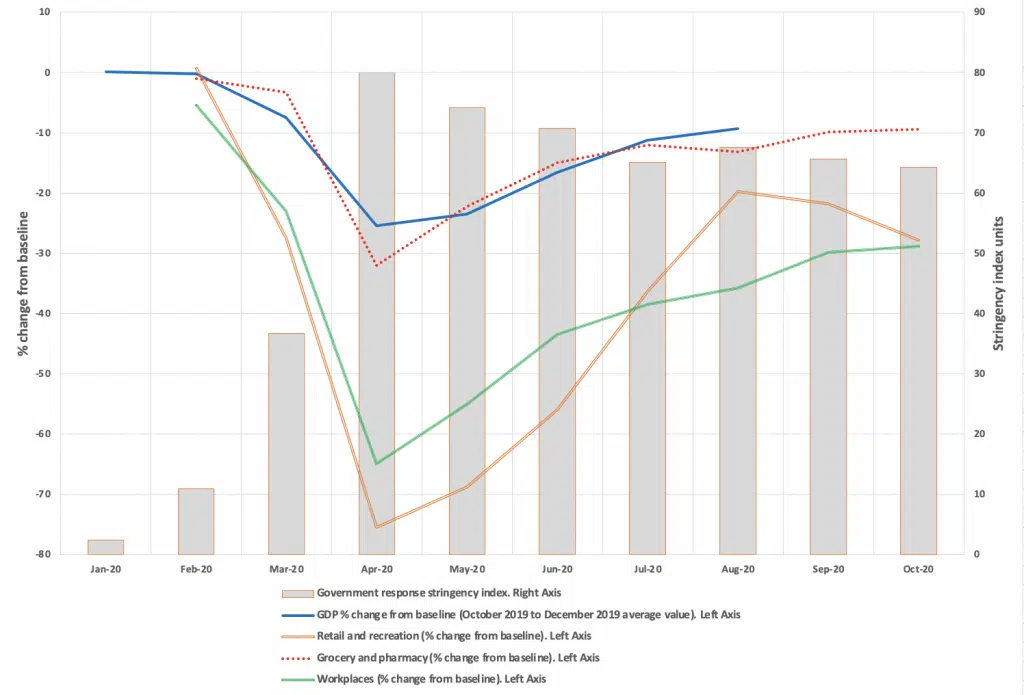 10
0
-10
-20
-30
-40
-50
-60
-70
-80
% change from baseline
90
80
70
60
50
40
30
20
10
0
Stringency index units
Jan-20 Feb-20 Mar-20 Apr-20 May-20 Jun-20 Jul-20 Aug-20 Sep-20 Oct-20
Government response stringency index. Right Axis
GDP % change from baseline (October 2019 to December 2019 average value). Left Axis
Retail and recreation (% change from baseline). Left Axis
Grocery and pharmacy (% change from baseline). Left Axis
Workplaces (% change from baseline). Left Axis